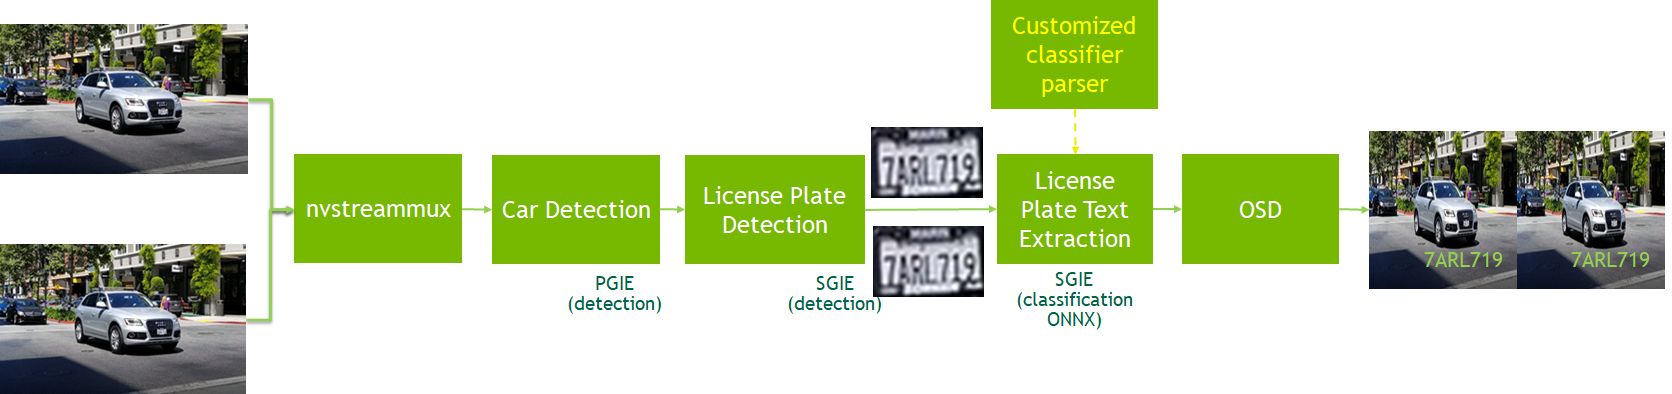 Customized
classifier
parser
nvstreammux
Car Detection
License Plate
Detection
MARIN
7ARL719
7ARL719
License
Plate Text
Extraction
OSD
PGIE
(detection)
SGIE
(detection)
SGIE
(classification
ONNX)
7ARL719
7ARL719